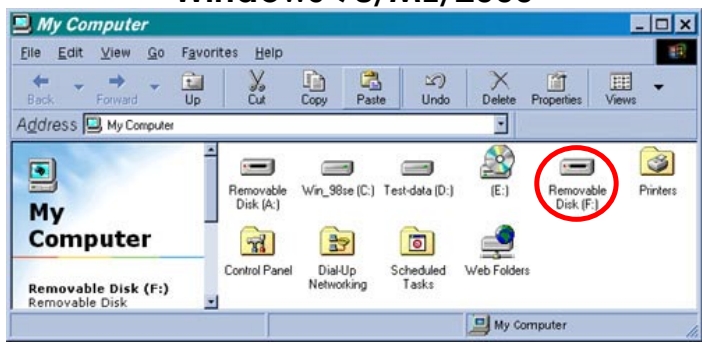 My Computer
File Edit View Go Favorites Help
Back Forward Up Cut Copy Paste Undo Delete Properties Views
Address My Computer
My
Computer
Removable Disk (F:)
Removable Disk
Removable
Disk (A:)
Win_98se (C:)
Test-data (D:)
(E:)
Removable
Disk (F:)
Printers
Control Panel
Dial-Up
Networking
Scheduled
Tasks
Web Folders
My Computer